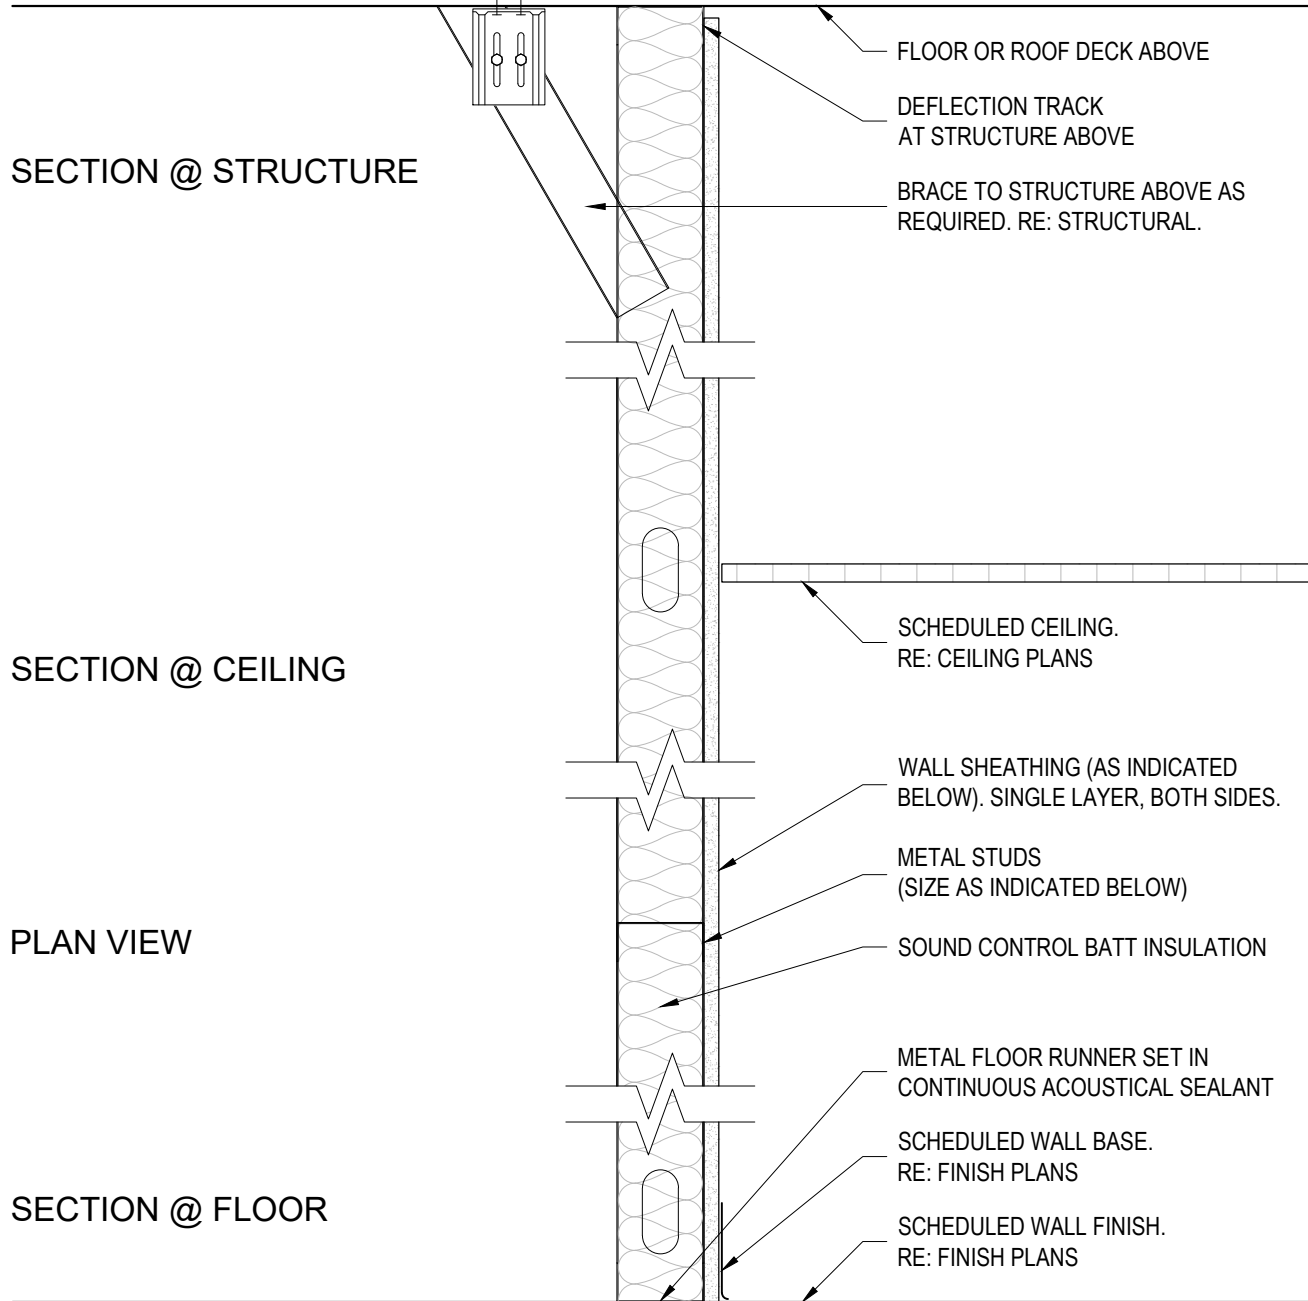 FLOOR OR ROOF DECK ABOVE
DEFLECTION TRACK
AT STRUCTURE ABOVE
SECTION @ STRUCTURE
BRACE TO STRUCTURE ABOVE AS
REQUIRED. RE: STRUCTURAL.
SCHEDULED CEILING.
RE: CEILING PLANS
SECTION @ CEILING
WALL SHEATHING (AS INDICATED
BELOW). SINGLE LAYER, BOTH SIDES.
METAL STUDS
(SIZE AS INDICATED BELOW)
PLAN VIEW
SOUND CONTROL BATT INSULATION
METAL FLOOR RUNNER SET IN
CONTINUOUS ACOUSTICAL SEALANT
SCHEDULED WALL BASE.
RE: FINISH PLANS
SECTION @ FLOOR
SCHEDULED WALL FINISH.
RE: FINISH PLANS